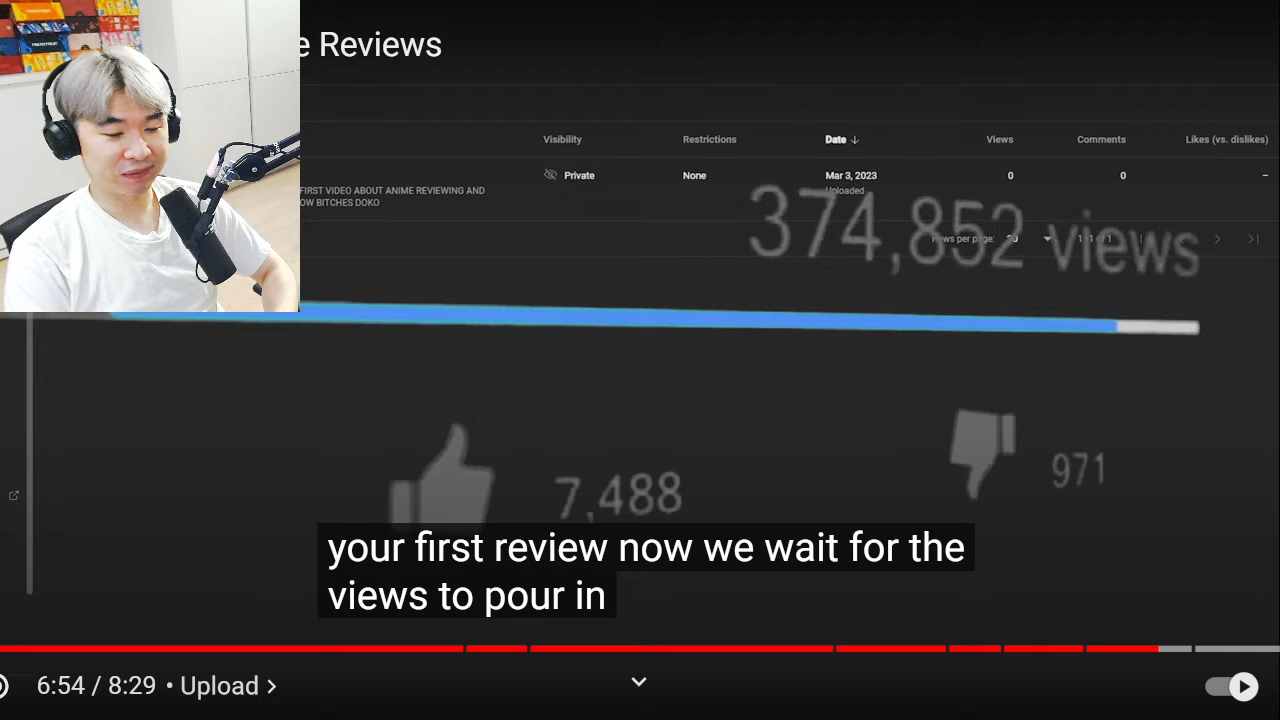 e Reviews
Visibility
Restrictions
Date
Views
Comments
Likes (vs. dislikes)
Private
None
Mar 3, 2023
0
0
–
Uploaded
FIRST VIDEO ABOUT ANIME REVIEWING AND
OW BITCHES DOKO
374,852 views
7,488
971
your first review now we wait for the
views to pour in
6:54 / 8:29 • Upload